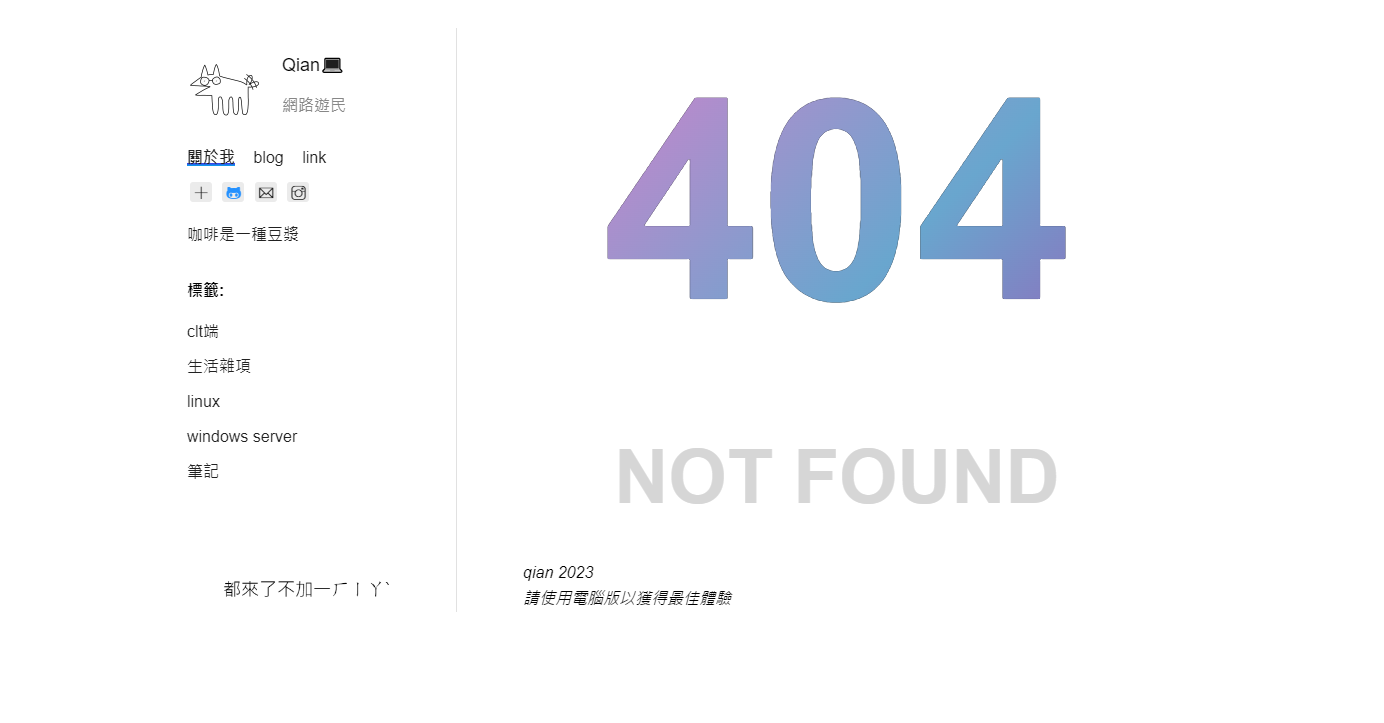 Qian💻
網路遊民
關於我 blog link
咖啡是一種豆漿
標籤:
clt端
生活雜項
linux
windows server
筆記
都來了不加一ㄏㄧㄚˋ
404
NOT FOUND
qian 2023
請使用電腦版以獲得最佳體驗